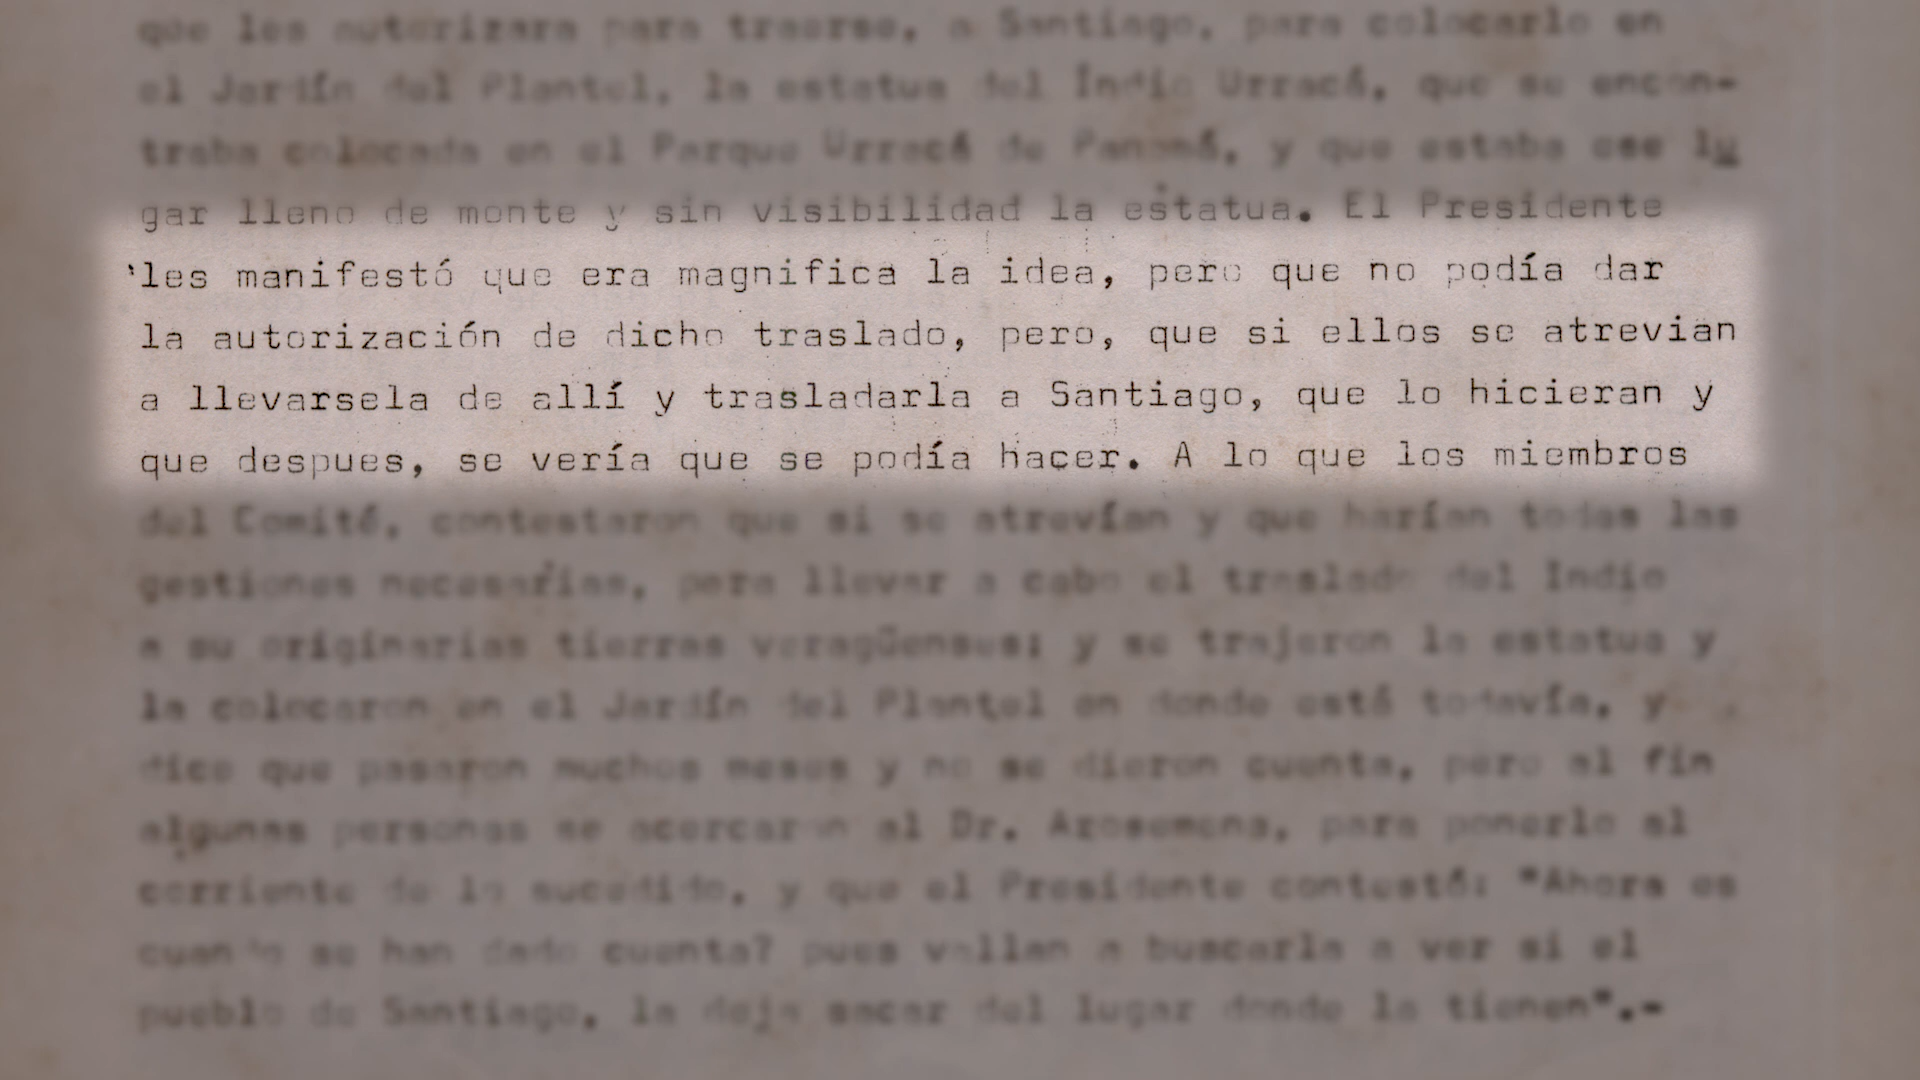 que les autorizara para traerse, a Santiago, para colocarlo en
el Jardín del Plantel, la estatua del Índio Urracá, que se encon-
traba colocada en el Parque Urracá de Panamá, y que estaba ese lu
gar lleno de monte y sin visibilidad la estatua. El Presidente
les manifestó que era magnifica la idea, pero que no podía dar
la autorización de dicho traslado, pero, que si ellos se atrevian
a llevarsela de allí y trasladarla a Santiago, que lo hicieran y
que despues, se vería que se podía hacer. A lo que los miembros
del Comité, contestaron que si se atrevían y que harían todas las
gestiones necesarias, para llevar a cabo el traslado del Indio
a su originarias tierras veragüenses; y se trajeron la estatua y
la colocaron en el Jardín del Plantel en donde está todavía, y
dice que pasaron muchos meses y no se dieron cuenta, pero al fin
algunas personas se acercaron al Dr. Arosemena, para ponerlo al
corriente de lo sucedido, y que el Presidente contestó: "Ahora es
cuando se han dado cuenta? pues vallan a buscarla a ver si el
pueblo de Santiago, la deja sacar del lugar donde la tienen".-